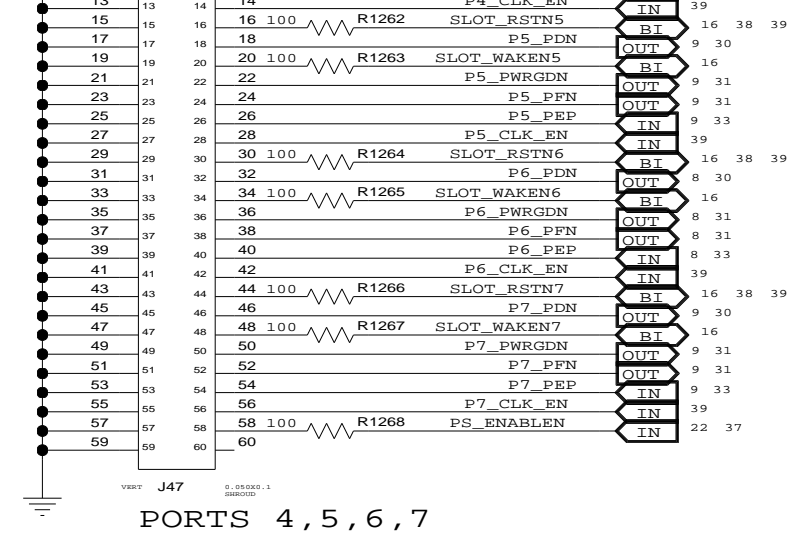 13 13 14 14 P4_CLK_EN IN 39
15 15 16 16 100 R1262 SLOT_RSTN5 BI 16 38 39
17 17 18 18 P5_PDN OUT 9 30
19 19 20 20 100 R1263 SLOT_WAKEN5 BI 16
21 21 22 22 P5_PWRGDN OUT 9 31
23 23 24 24 P5_PFN OUT 9 31
25 25 26 26 P5_PEP IN 9 33
27 27 28 28 P5_CLK_EN IN 39
29 29 30 30 100 R1264 SLOT_RSTN6 BI 16 38 39
31 31 32 32 P6_PDN OUT 8 30
33 33 34 34 100 R1265 SLOT_WAKEN6 BI 16
35 35 36 36 P6_PWRGDN OUT 8 31
37 37 38 38 P6_PFN OUT 8 31
39 39 40 40 P6_PEP IN 8 33
41 41 42 42 P6_CLK_EN IN 39
43 43 44 44 100 R1266 SLOT_RSTN7 BI 16 38 39
45 45 46 46 P7_PDN OUT 9 30
47 47 48 48 100 R1267 SLOT_WAKEN7 BI 16
49 49 50 50 P7_PWRGDN OUT 9 31
51 51 52 52 P7_PFN OUT 9 31
53 53 54 54 P7_PEP IN 9 33
55 55 56 56 P7_CLK_EN IN 39
57 57 58 58 100 R1268 PS_ENABLEN IN 22 37
59 59 60 60
VERT J47 0.050X0.1
SHROUD
PORTS 4,5,6,7